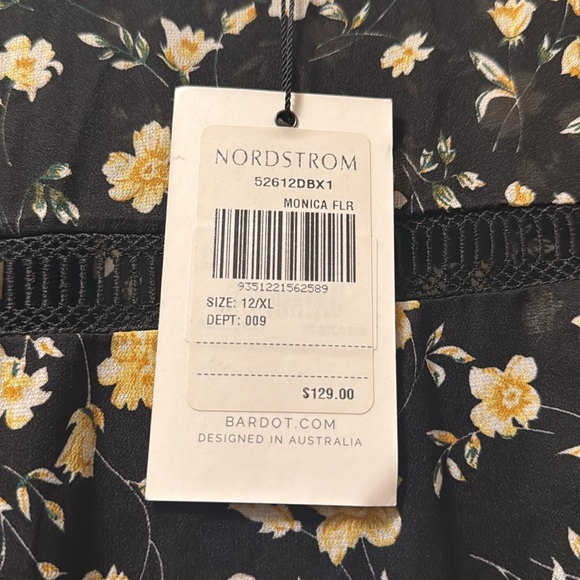 NORDSTROM
52612DBX1
MONICA FLR
9351221562589
SIZE: 12/XL
DEPT: 009
$129.00
BARDOT.COM
DESIGNED IN AUSTRALIA